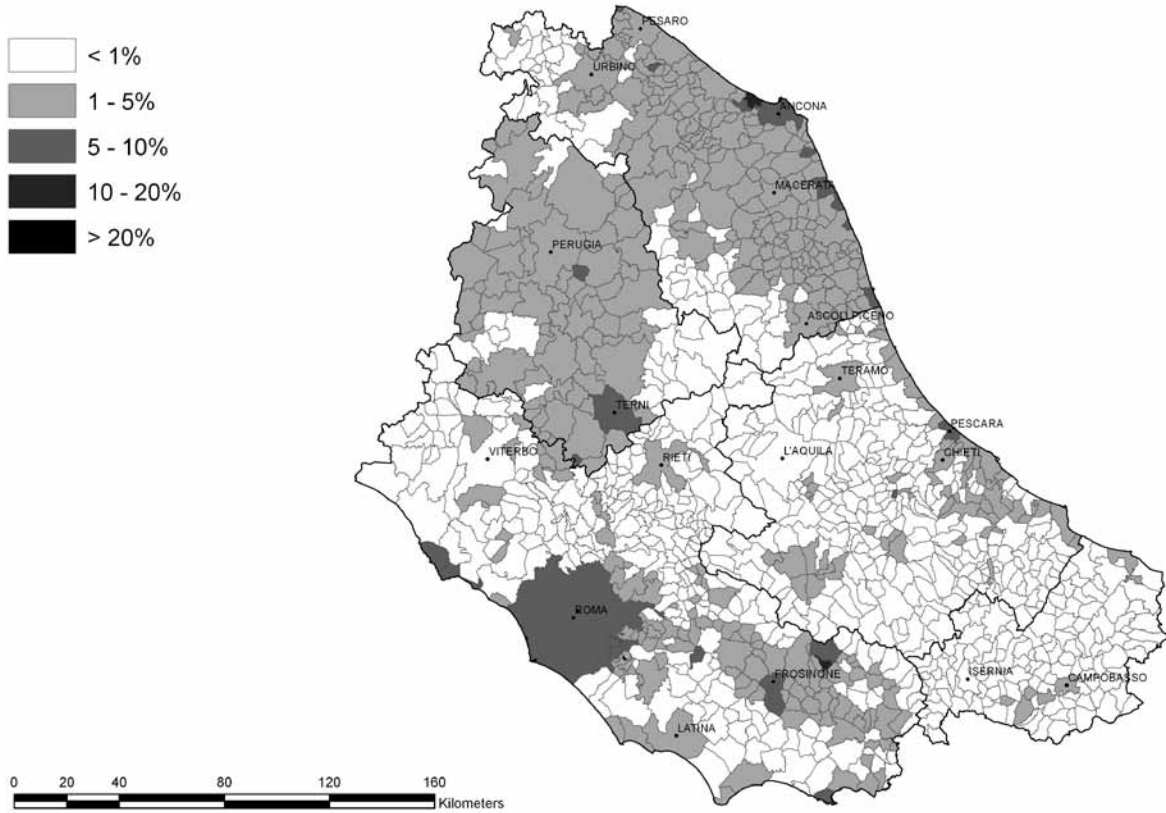 < 1%
1 - 5%
5 - 10%
10 - 20%
> 20%
PESARO
URBINO
ANCONA
MACERATA
PERUGIA
ASCOLI PICENO
TERAMO
TERNI
PESCARA
VITERBO
RIETI
L'AQUILA
CHIETI
ROMA
FROSINONE
ISERNIA
CAMPOBASSO
LATINA
0 20 40 80 120 160
Kilometers